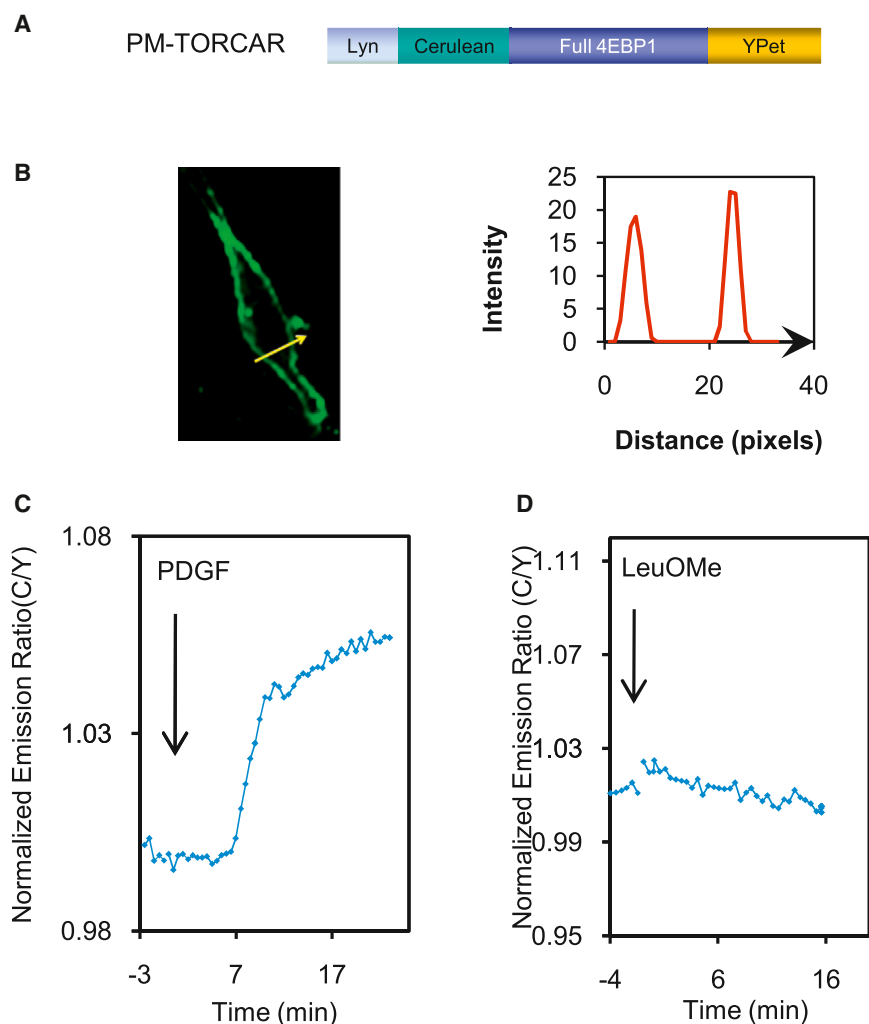 A
PM-TORCAR
Lyn Cerulean Full 4EBP1 YPet
B
25
20
15
10
5
0
Intensity
0 20 40
Distance (pixels)
C
1.08
1.03
0.98
Normalized Emission Ratio(C/Y)
PDGF
-3 7 17
Time (min)
D
1.11
1.07
1.03
0.99
0.95
Normalized Emission Ratio (C/Y)
LeuOMe
-4 6 16
Time (min)